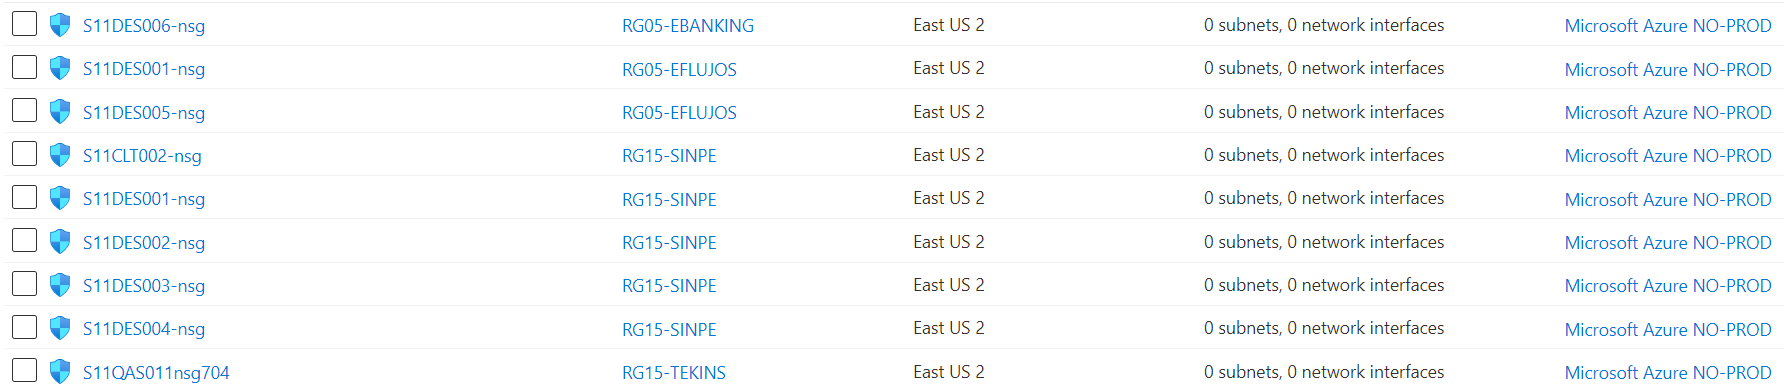 S11DES006-nsg RG05-EBANKING East US 2 0 subnets, 0 network interfaces Microsoft Azure NO-PROD
S11DES001-nsg RG05-EFLUJOS East US 2 0 subnets, 0 network interfaces Microsoft Azure NO-PROD
S11DES005-nsg RG05-EFLUJOS East US 2 0 subnets, 0 network interfaces Microsoft Azure NO-PROD
S11CLT002-nsg RG15-SINPE East US 2 0 subnets, 0 network interfaces Microsoft Azure NO-PROD
S11DES001-nsg RG15-SINPE East US 2 0 subnets, 0 network interfaces Microsoft Azure NO-PROD
S11DES002-nsg RG15-SINPE East US 2 0 subnets, 0 network interfaces Microsoft Azure NO-PROD
S11DES003-nsg RG15-SINPE East US 2 0 subnets, 0 network interfaces Microsoft Azure NO-PROD
S11DES004-nsg RG15-SINPE East US 2 0 subnets, 0 network interfaces Microsoft Azure NO-PROD
S11QAS011nsg704 RG15-TEKINS East US 2 0 subnets, 0 network interfaces Microsoft Azure NO-PROD